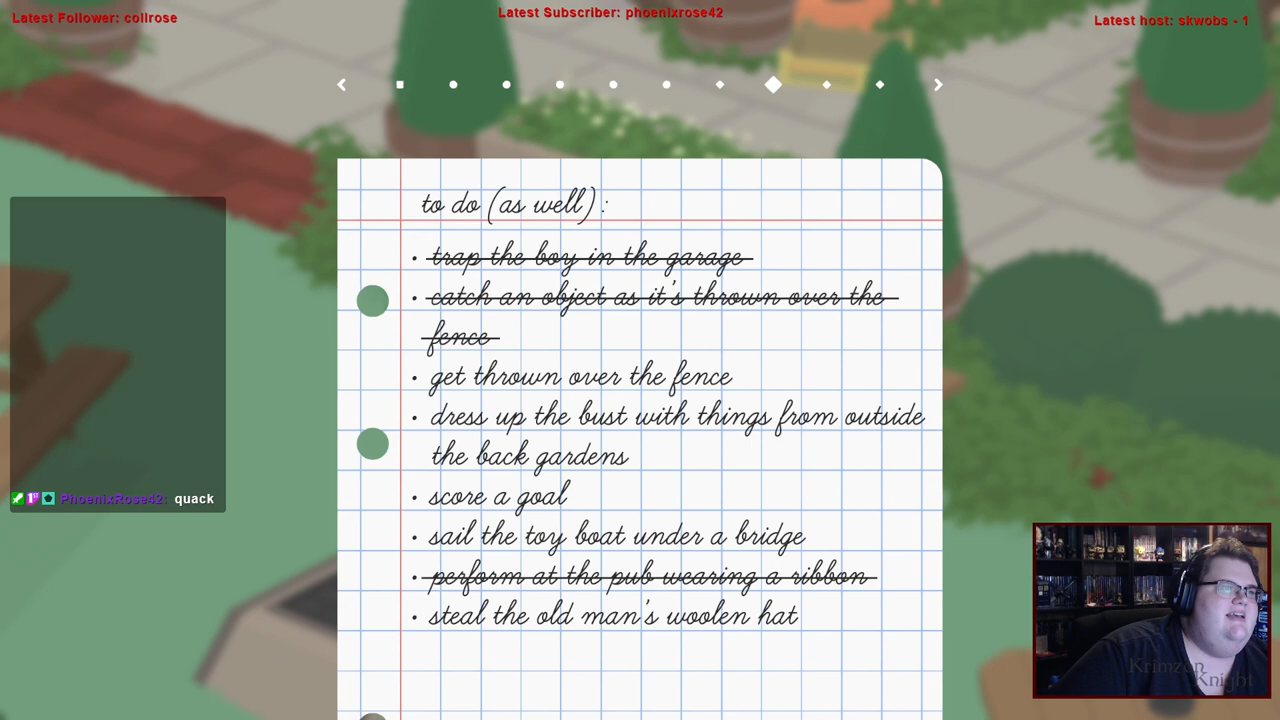 Latest Follower: collrose
Latest Subscriber: phoenixrose42
Latest host: skwobs - 1
to do (as well):
• trap the boy in the garage
• catch an object as it's thrown over the
fence
• get thrown over the fence
• dress up the bust with things from outside
the back gardens
• score a goal
• sail the toy boat under a bridge
• perform at the pub wearing a ribbon
• steal the old man's woolen hat
PhoenixRose42: quack
Krimzon
Knight